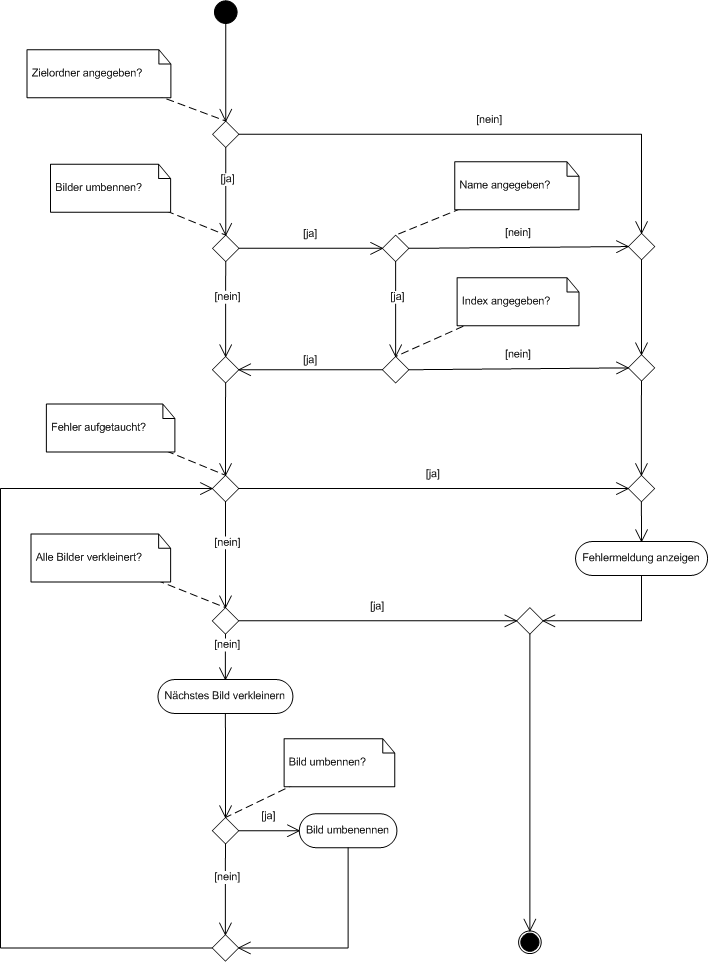 Zielordner angegeben?
[nein]
[ja]
Bilder umbennen?
Name angegeben?
[ja]
[nein]
[nein]
[ja]
Index angegeben?
[ja]
[nein]
Fehler aufgetaucht?
[ja]
[nein]
Alle Bilder verkleinert?
Fehlermeldung anzeigen
[ja]
[nein]
Nächstes Bild verkleinern
Bild umbennen?
[ja]
Bild umbenennen
[nein]